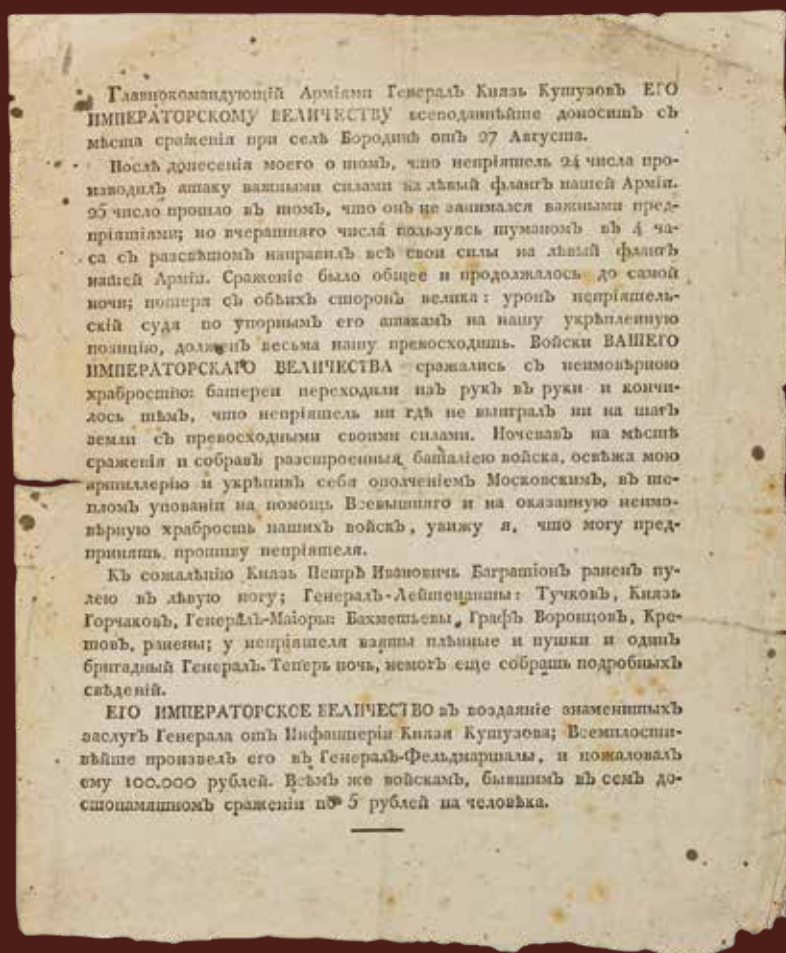 Главнокомандующій Арміями Генералъ Князь Кутузовъ ЕГО
ИМПЕРАТОРСКОМУ ВЕЛИЧЕСТВУ всеподаннѣйше доноситъ съ
мѣста сраженія при селѣ Бородинѣ отъ 27 Августа.
Послѣ донесенія моего о томъ, что непріятель 24 числа про-
изводилъ атаку важными силами на лѣвый флангъ нашей Арміи.
25 число прошло въ томъ, что онъ не занимался важными пред-
пріятіями; но вчерашняго числа пользуясь туманомъ въ 4 ча-
са съ разсвѣтомъ направилъ всѣ свои силы на лѣвый флангъ
нашей Арміи. Сраженіе было общее и продолжалось до самой
ночи; потеря съ обѣихъ сторонъ велика: уронъ непріятель-
скій судя по упорнымъ его атакамъ на нашу укрѣпленную
позицію, долженъ весьма нашу превосходить. Войски ВАШЕГО
ИМПЕРАТОРСКАГО ВЕЛИЧЕСТВА сражались съ неимовѣрною
храбростію: батереи переходили изъ рукъ въ руки и кончи-
лось тѣмъ, что непріятель ни гдѣ не выигралъ ни на шагъ
земли съ превосходными своими силами. Ночевавъ на мѣстѣ
сраженія и собравъ разстроенныя баталіею войска, освѣжа мою
артиллерію и укрѣпивъ себя ополченіемъ Московскимъ, въ те-
пломъ упованіи на помощь Всевышняго и на оказанную неимо-
вѣрную храбрость нашихъ войскъ, увижу я, что могу пред-
принять противу непріятеля.
Къ сожалѣнію Князь Петръ Ивановичь Багратіонъ раненъ пу-
лею въ лѣвую ногу; Генералъ-Лейтенанты: Тучковъ, Князь
Горчаковъ, Генералъ-Маіоры: Бахметьевы, Графъ Воронцовъ, Кре-
товъ, ранены; у непріятеля взяты плѣнные и пушки и одинъ
бригадный Генералъ. Теперь ночь, немогъ еще собрать подробныхъ
свѣденій.
ЕГО ИМПЕРАТОРСКОЕ ВЕЛИЧЕСТВО въ воздаяніе знаменитыхъ
заслугъ Генерала отъ Инфантеріи Князя Кутузова; Всемилости-
вѣйше произвелъ его въ Генералъ-Фельдмаршалы, и пожаловалъ
ему 100.000 рублей. Всѣмъ же войскамъ, бывшимъ въ семъ до-
стопамятномъ сраженіи по 5 рублей на человѣка.